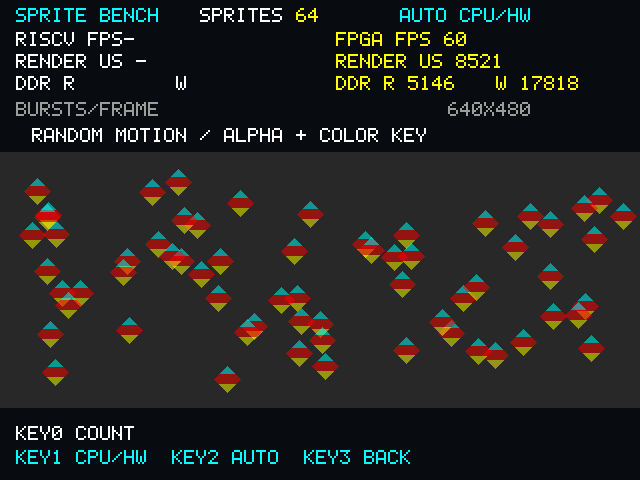 SPRITE BENCH SPRITES 64 AUTO CPU/HW
RISCV FPS- FPGA FPS 60
RENDER US - RENDER US 8521
DDR R W DDR R 5146 W 17818
BURSTS/FRAME 640X480
RANDOM MOTION / ALPHA + COLOR KEY
KEY0 COUNT
KEY1 CPU/HW KEY2 AUTO KEY3 BACK